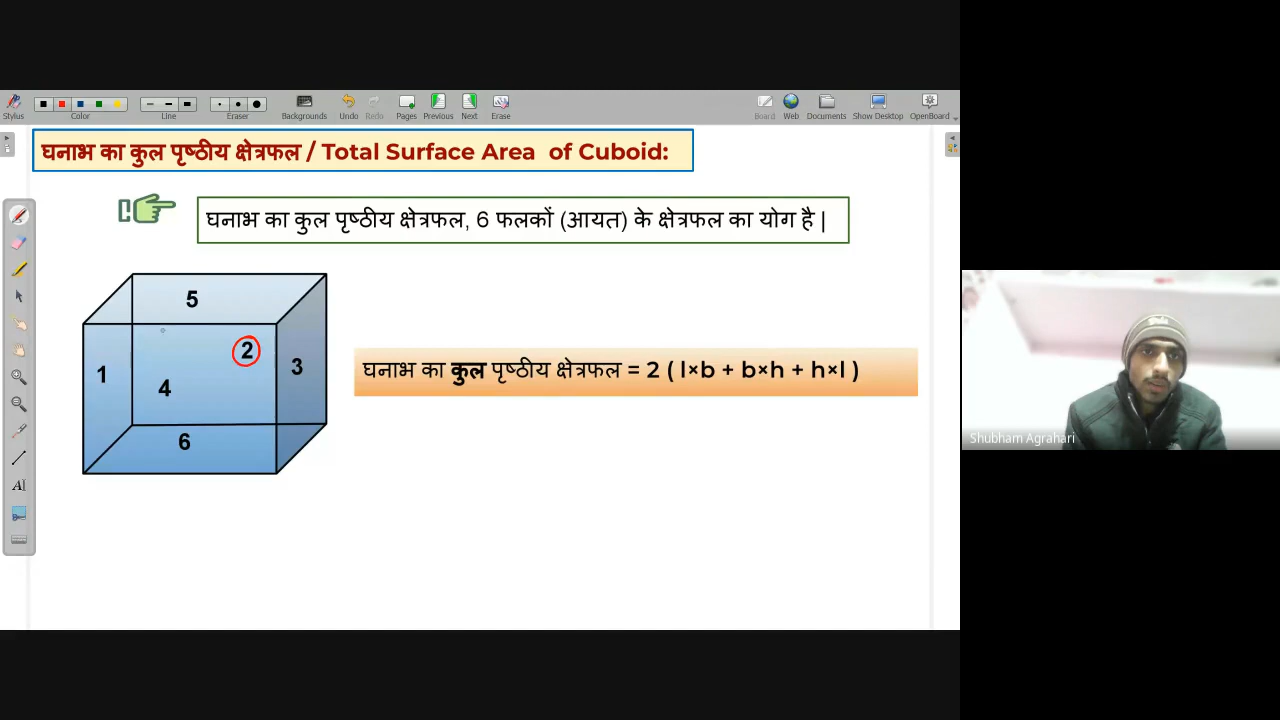 Stylus
Color
Line
Eraser
Backgrounds
Undo
Redo
Pages
Previous
Next
Erase
Board
Web
Documents
Show Desktop
OpenBoard
घनाभ का कुल पृष्ठीय क्षेत्रफल / Total Surface Area of Cuboid:
घनाभ का कुल पृष्ठीय क्षेत्रफल, 6 फलकों (आयत) के क्षेत्रफल का योग है |
5
2
1
3
4
6
घनाभ का कुल पृष्ठीय क्षेत्रफल = 2 ( l×b + b×h + h×l )
Shubham Agrahari